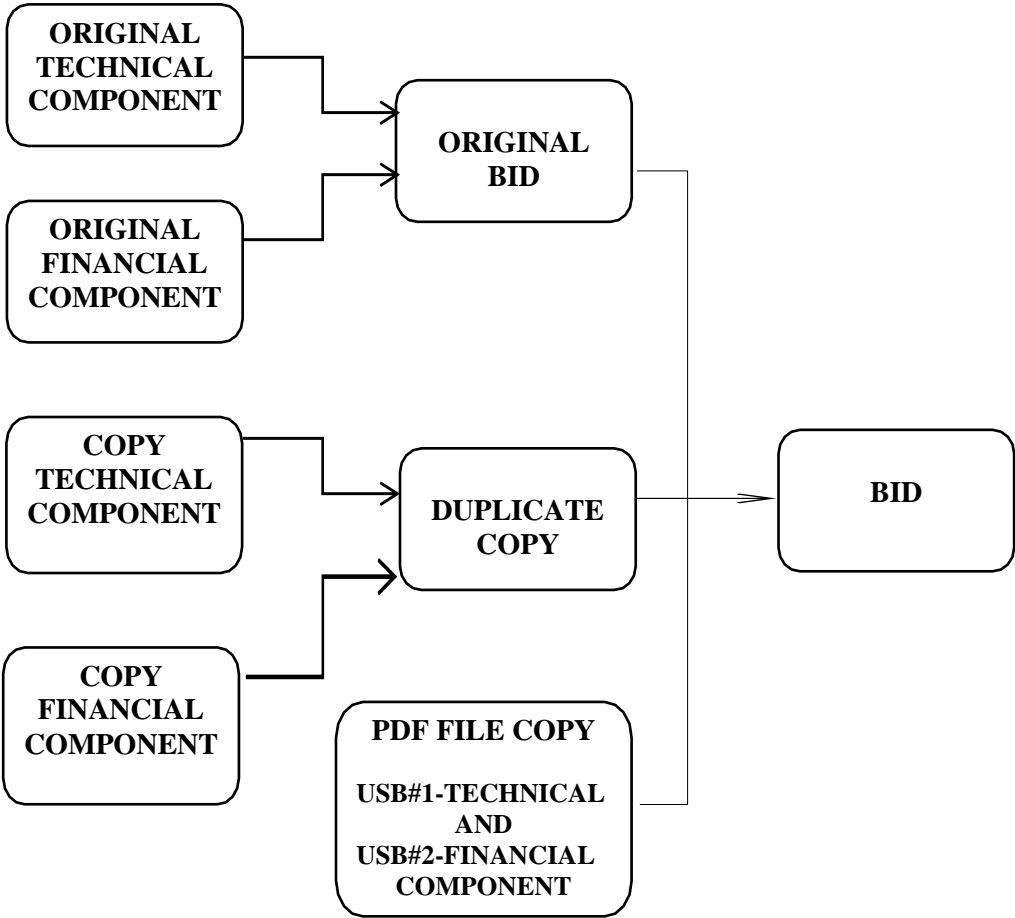 ORIGINAL
TECHNICAL
COMPONENT
ORIGINAL
FINANCIAL
COMPONENT
ORIGINAL
BID
COPY
TECHNICAL
COMPONENT
COPY
FINANCIAL
COMPONENT
DUPLICATE
COPY
PDF FILE COPY
USB#1-TECHNICAL
AND
USB#2-FINANCIAL
COMPONENT
BID